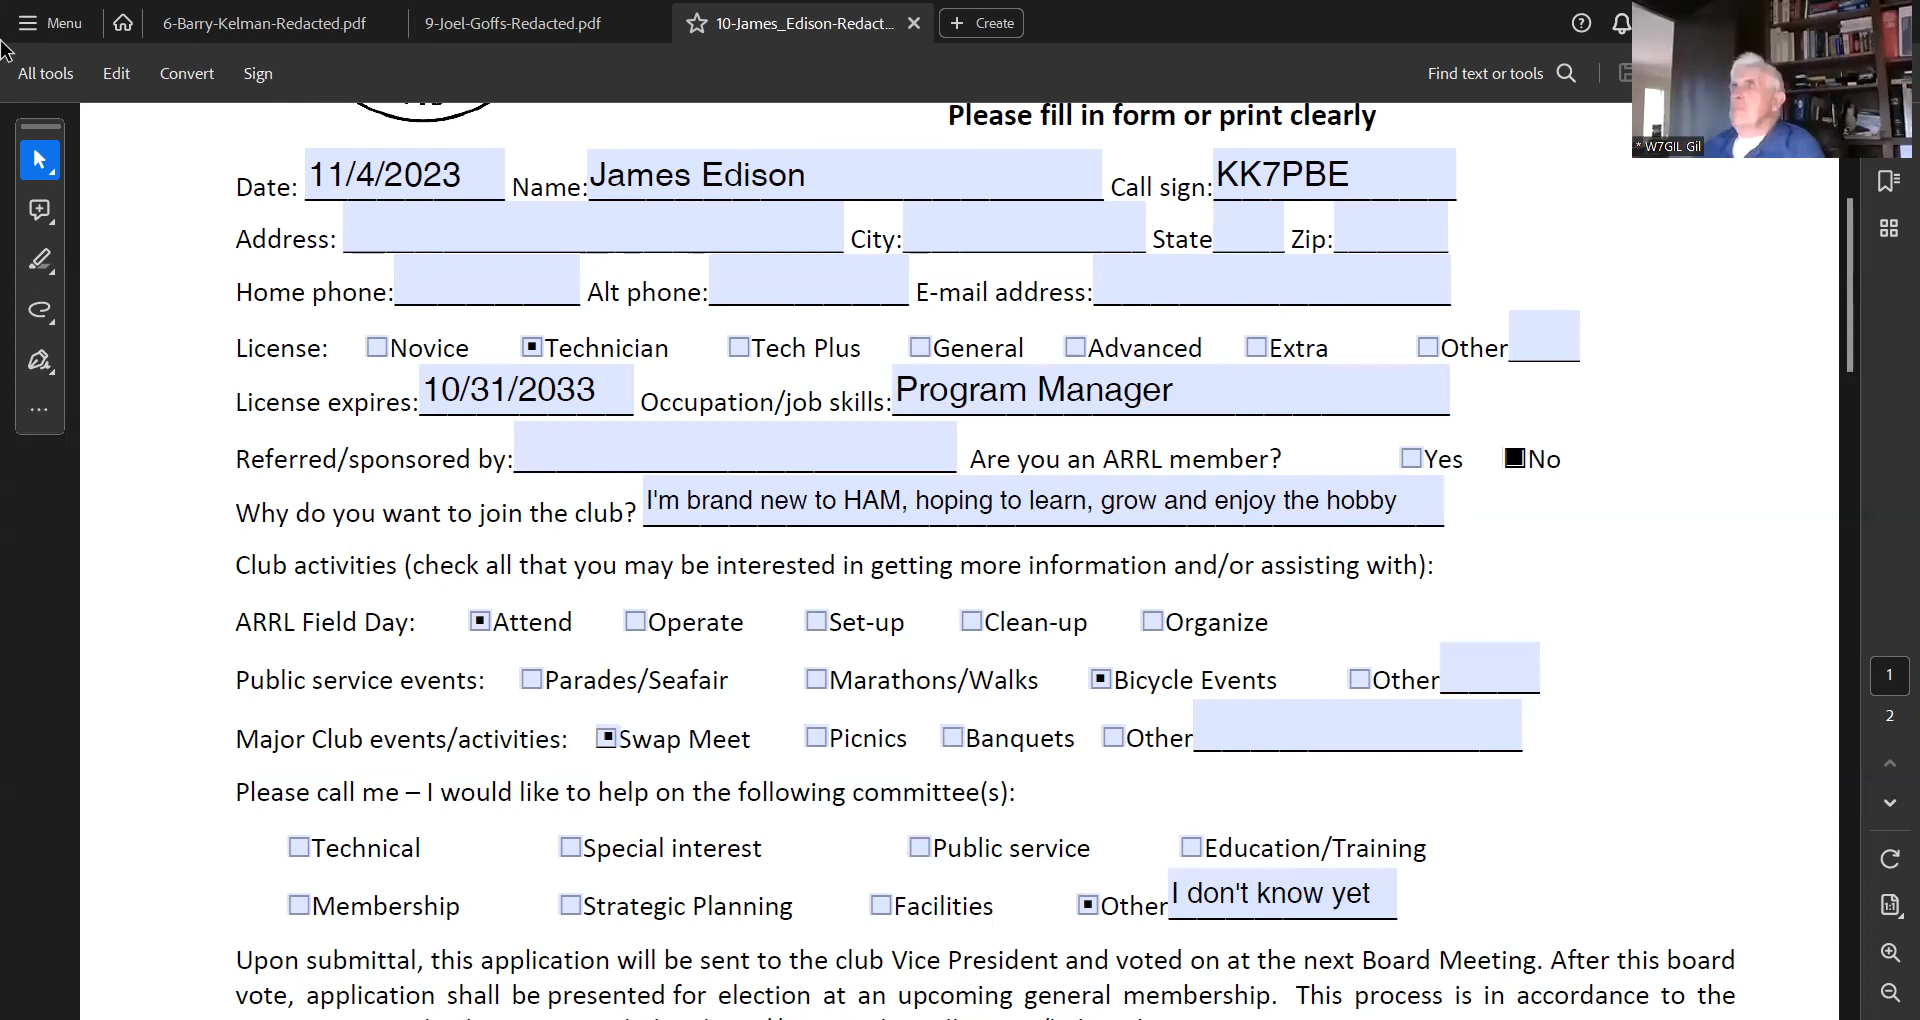 Menu 6-Barry-Kelman-Redacted.pdf 9-Joel-Goffs-Redacted.pdf 10-James_Edison-Redact... Create
All tools Edit Convert Sign Find text or tools
* W7GIL Gil
Please fill in form or print clearly
Date: 11/4/2023 Name: James Edison Call sign: KK7PBE
Address: City: State Zip:
Home phone: Alt phone: E-mail address:
License: Novice Technician Tech Plus General Advanced Extra Other
License expires: 10/31/2033 Occupation/job skills: Program Manager
Referred/sponsored by: Are you an ARRL member? Yes No
Why do you want to join the club? I'm brand new to HAM, hoping to learn, grow and enjoy the hobby
Club activities (check all that you may be interested in getting more information and/or assisting with):
ARRL Field Day: Attend Operate Set-up Clean-up Organize
Public service events: Parades/Seafair Marathons/Walks Bicycle Events Other
Major Club events/activities: Swap Meet Picnics Banquets Other
Please call me – I would like to help on the following committee(s):
Technical Special interest Public service Education/Training
Membership Strategic Planning Facilities Other I don't know yet
Upon submittal, this application will be sent to the club Vice President and voted on at the next Board Meeting. After this board
vote, application shall be presented for election at an upcoming general membership. This process is in accordance to the
1
2
1:1